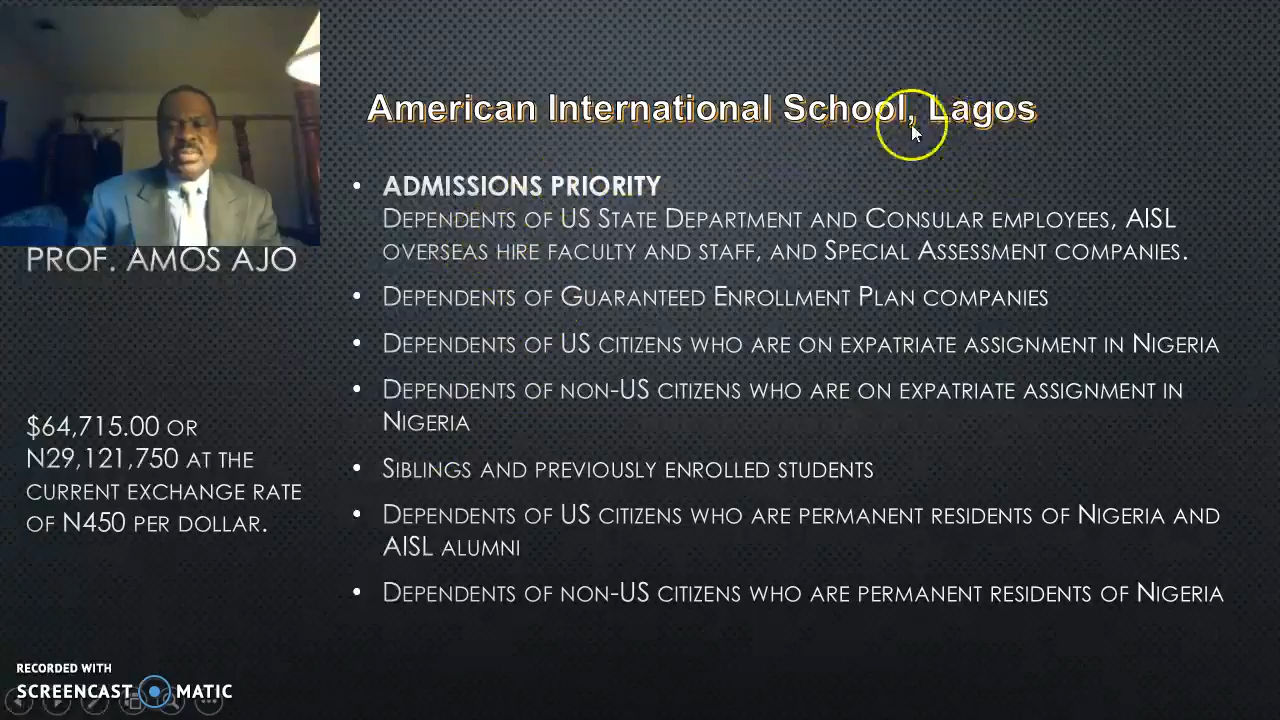 American International School, Lagos
PROF. AMOS AJO
$64,715.00 OR
N29,121,750 AT THE
CURRENT EXCHANGE RATE
OF N450 PER DOLLAR.
• ADMISSIONS PRIORITY
DEPENDENTS OF US STATE DEPARTMENT AND CONSULAR EMPLOYEES, AISL
OVERSEAS HIRE FACULTY AND STAFF, AND SPECIAL ASSESSMENT COMPANIES.
• DEPENDENTS OF GUARANTEED ENROLLMENT PLAN COMPANIES
• DEPENDENTS OF US CITIZENS WHO ARE ON EXPATRIATE ASSIGNMENT IN NIGERIA
• DEPENDENTS OF NON-US CITIZENS WHO ARE ON EXPATRIATE ASSIGNMENT IN
NIGERIA
• SIBLINGS AND PREVIOUSLY ENROLLED STUDENTS
• DEPENDENTS OF US CITIZENS WHO ARE PERMANENT RESIDENTS OF NIGERIA AND
AISL ALUMNI
• DEPENDENTS OF NON-US CITIZENS WHO ARE PERMANENT RESIDENTS OF NIGERIA
RECORDED WITH
SCREENCAST MATIC